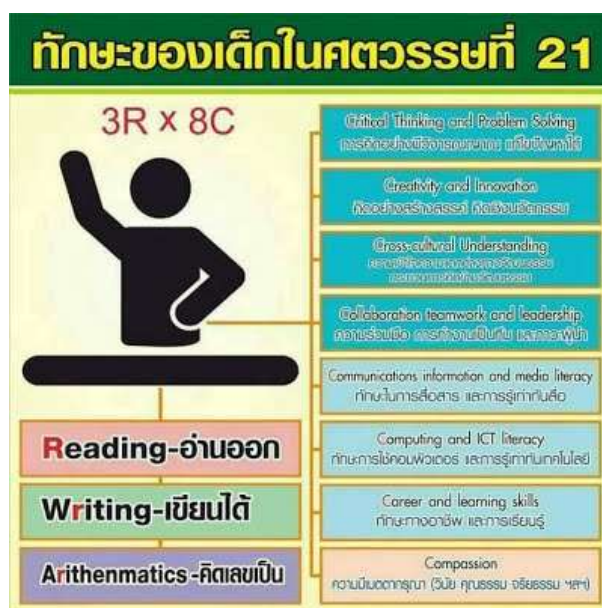 ทักษะของเด็กในศตวรรษที่ 21
3R x 8C
Reading-อ่านออก
Writing-เขียนได้
Arithenmatics-คิดเลขเป็น
Critical Thinking and Problem Solving
การคิดอย่างมีวิจารณญาณ แก้ไขปัญหาได้
Creativity and Innovation
คิดอย่างสร้างสรรค์ คิดเชิงนวัตกรรม
Cross-cultural Understanding
Collaboration teamwork and leadership
ความร่วมมือ การทำงานเป็นทีม และภาวะผู้นำ
Communications information and media literacy
ทักษะในการสื่อสาร และการรู้เท่าทันสื่อ
Computing and ICT literacy
ทักษะการใช้คอมพิวเตอร์ และการรู้เท่าทันเทคโนโลยี
Career and learning skills
ทักษะทางอาชีพ และการเรียนรู้
Compassion
ความมีเมตตากรุณา (วินัย คุณธรรม จริยธรรม ฯลฯ)